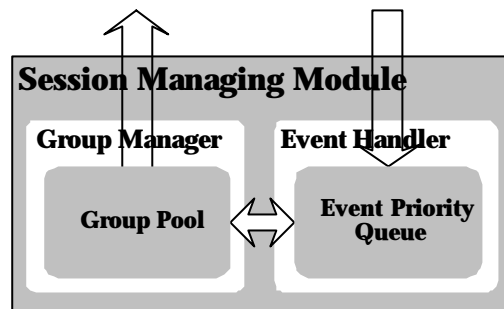 Session Managing Module
Group Manager
Event Handler
Group Pool
Event Priority
Queue